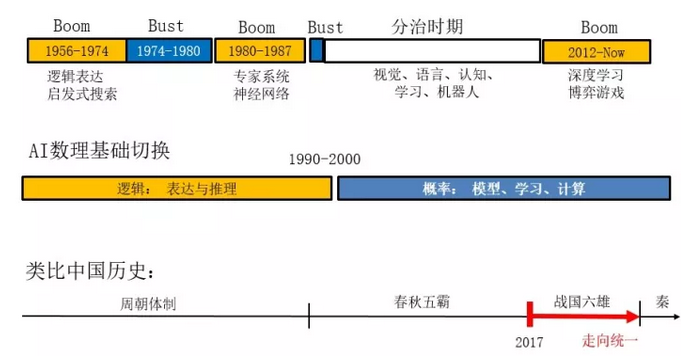 Boom Bust Boom Bust 分治时期 Boom
1956-1974 1974-1980 1980-1987 2012-Now
逻辑表达 专家系统 视觉、语言、认知、 深度学习
启发式搜索 神经网络 学习、机器人 博弈游戏
AI数理基础切换
1990-2000
逻辑: 表达与推理 概率: 模型、学习、计算
类比中国历史:
周朝体制 春秋五霸 战国六雄 秦
2017 走向统一